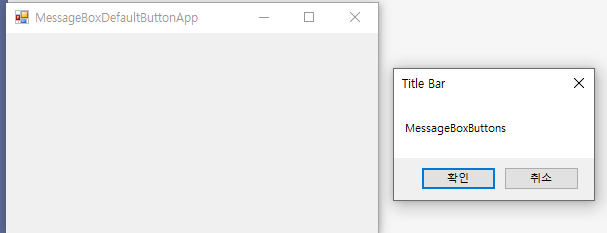 MessageBoxDefaultButtonApp
Title Bar
MessageBoxButtons
확인
취소